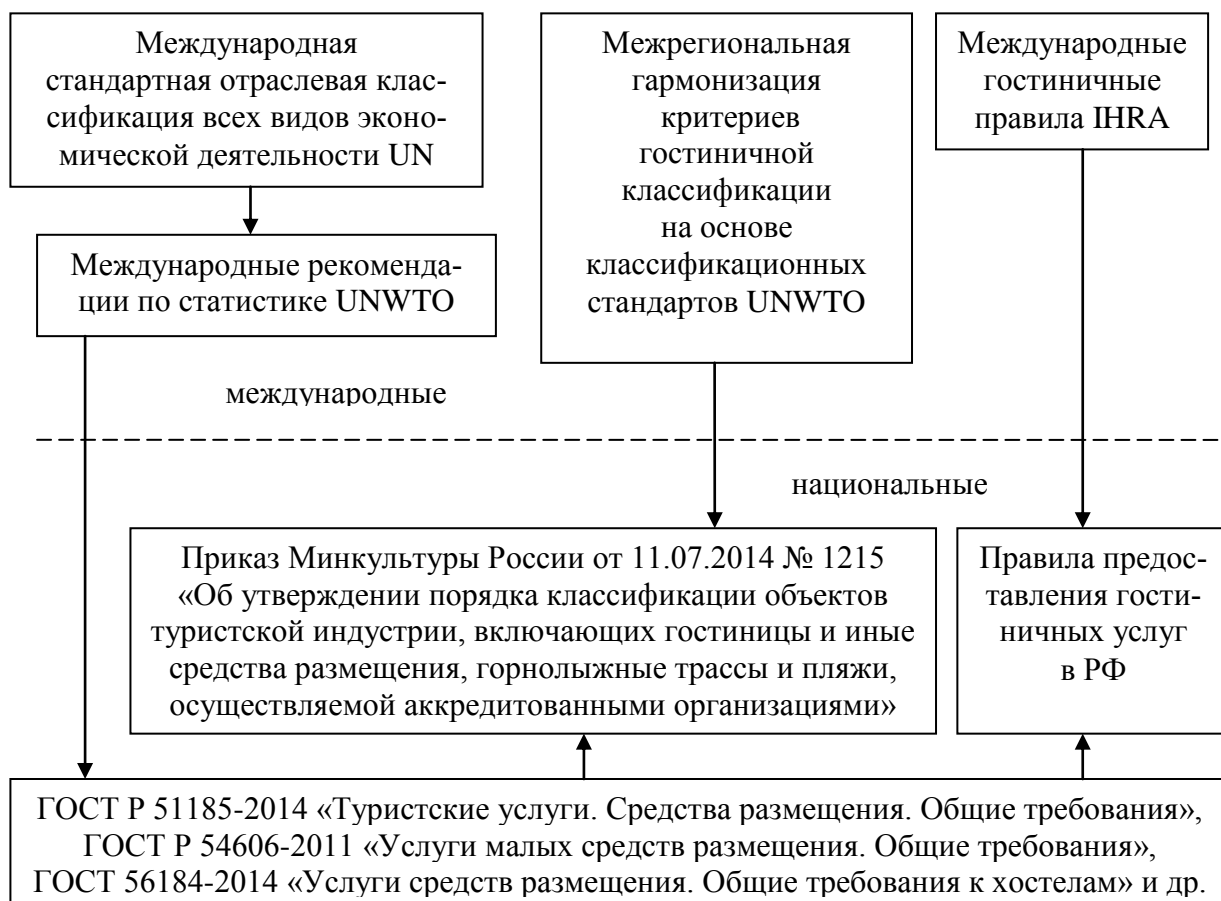 Международная
стандартная отраслевая клас-
сификация всех видов эконо-
мической деятельности UN
Межрегиональная
гармонизация
критериев
гостиничной
классификации
на основе
классификационных
стандартов UNWTO
Международные
гостиничные
правила IHRA
Международные рекоменда-
ции по статистике UNWTO
международные
национальные
Приказ Минкультуры России от 11.07.2014 № 1215
«Об утверждении порядка классификации объектов
туристской индустрии, включающих гостиницы и иные
средства размещения, горнолыжные трассы и пляжи,
осуществляемой аккредитованными организациями»
Правила предос-
тавления гости-
ничных услуг
в РФ
ГОСТ Р 51185-2014 «Туристские услуги. Средства размещения. Общие требования»,
ГОСТ Р 54606-2011 «Услуги малых средств размещения. Общие требования»,
ГОСТ 56184-2014 «Услуги средств размещения. Общие требования к хостелам» и др.